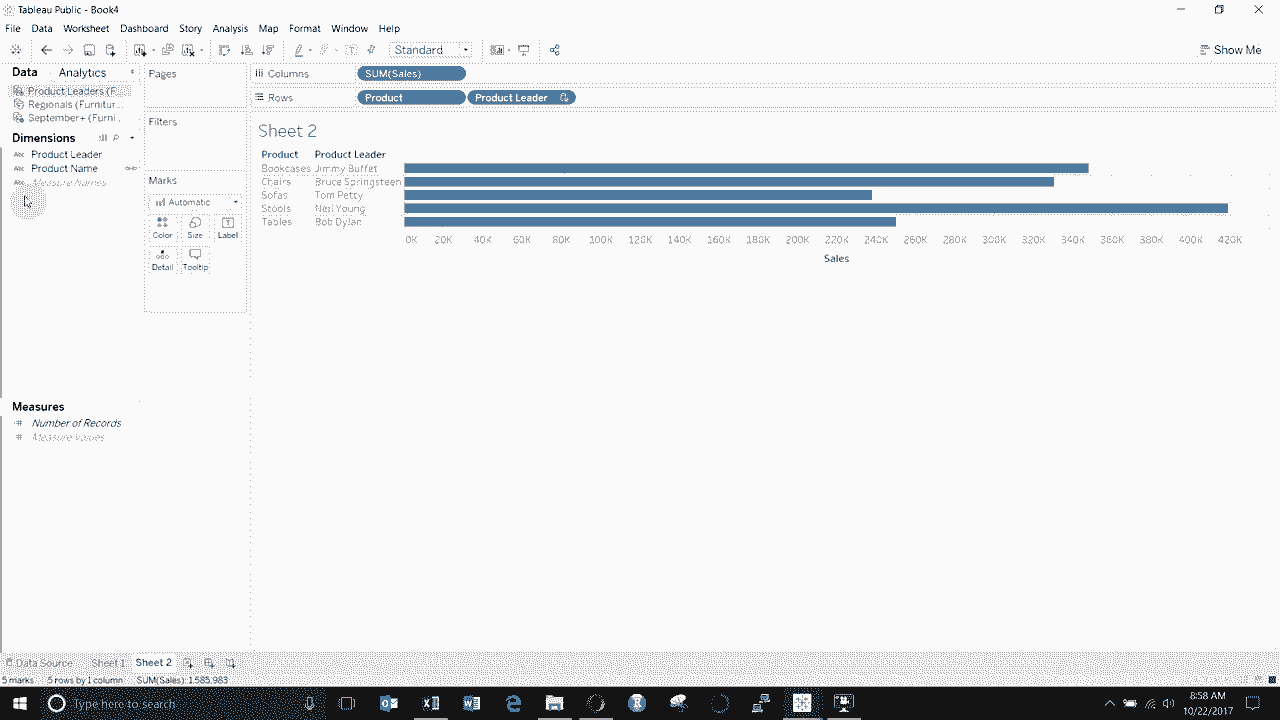 Tableau Public - Book4
File Data Worksheet Dashboard Story Analysis Map Format Window Help
Standard
Show Me
Data Analytics
Product Leaders (F...
Regionals (Furnitur...
September+ (Furni...
Dimensions
Abc Product Leader
Abc Product Name
Abc Measure Names
Measures
# Number of Records
# Measure Values
Pages
Filters
Marks
Automatic
Color Size Label
Detail Tooltip
Columns SUM(Sales)
Rows Product Product Leader
Sheet 2
Product Product Leader
Bookcases Jimmy Buffet
Chairs Bruce Springsteen
Sofas Tom Petty
Stools Neil Young
Tables Bob Dylan
0K 20K 40K 60K 80K 100K 120K 140K 160K 180K 200K 220K 240K 260K 280K 300K 320K 340K 360K 380K 400K 420K
Sales
Data Source Sheet 1 Sheet 2
5 marks 5 rows by 1 column SUM(Sales): 1,585,983
Type here to search
8:58 AM
10/22/2017